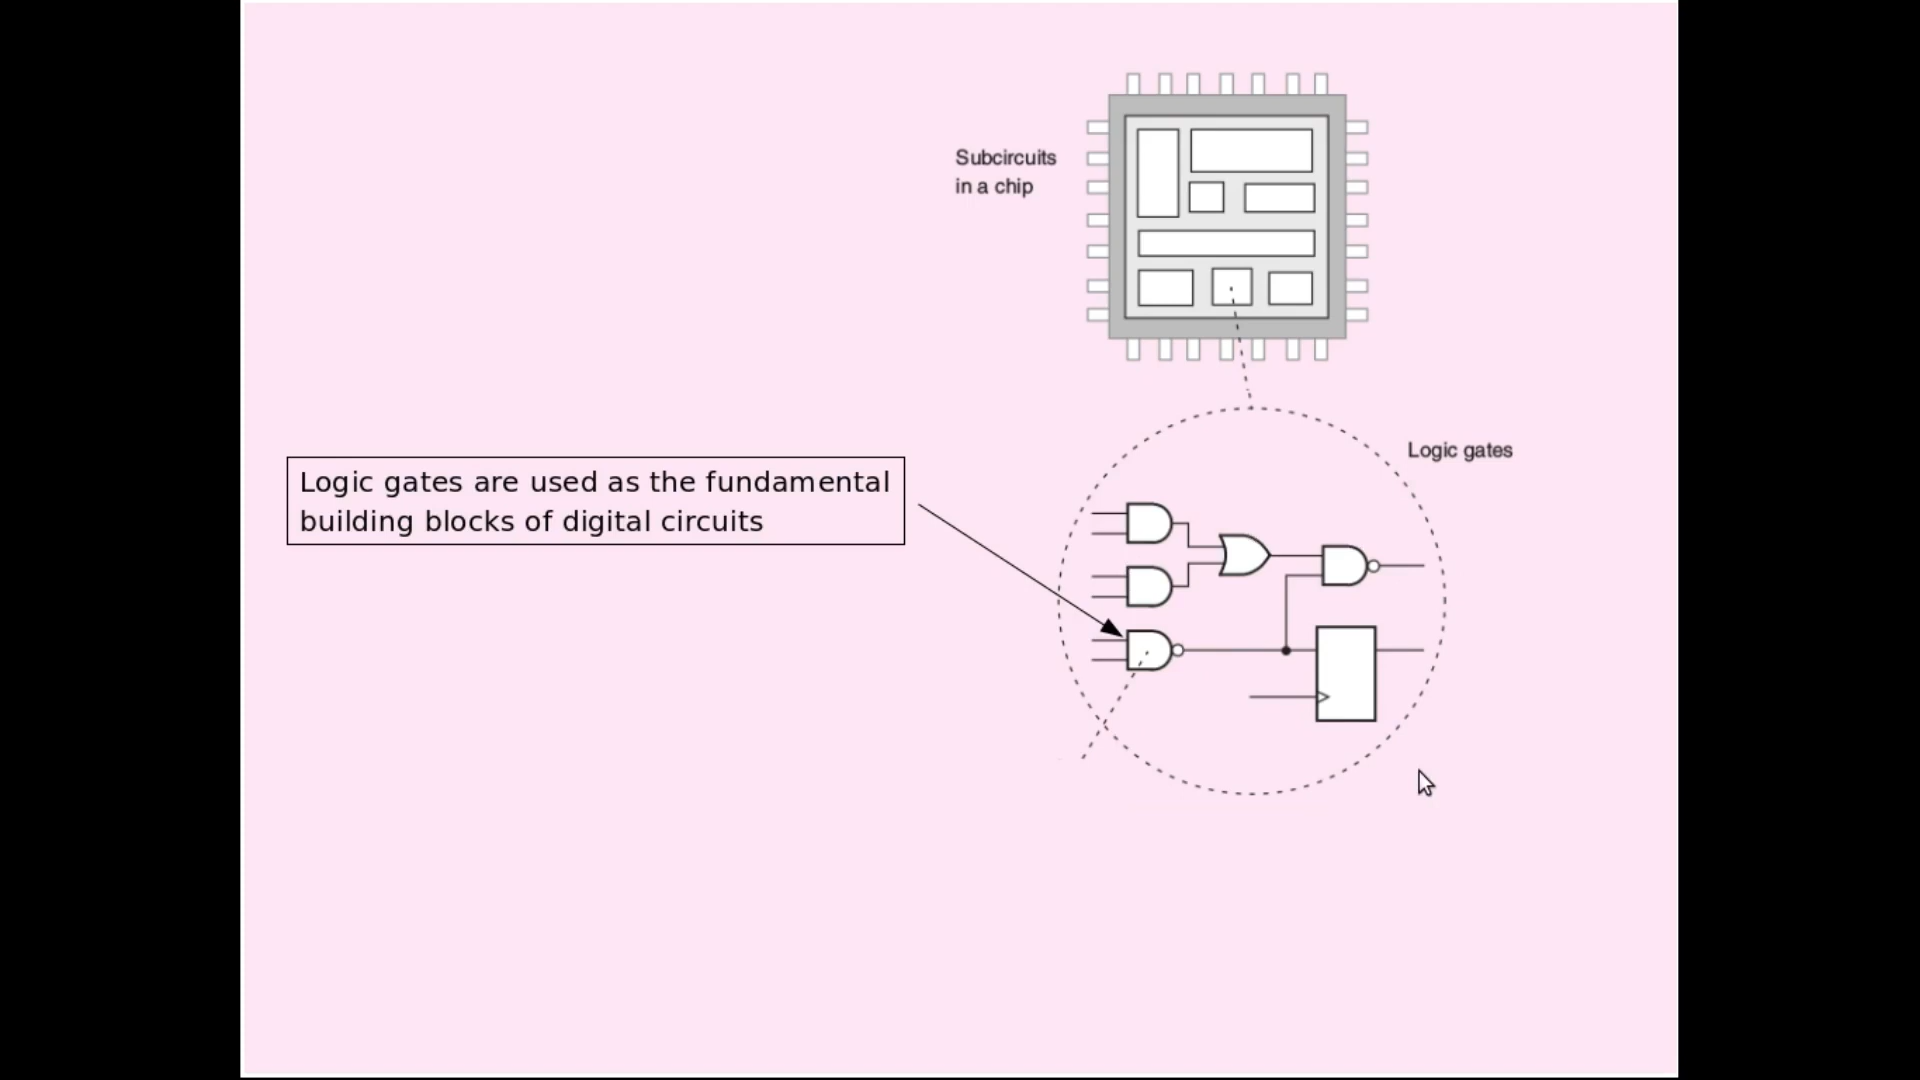 Subcircuits
in a chip
Logic gates
Logic gates are used as the fundamental
building blocks of digital circuits